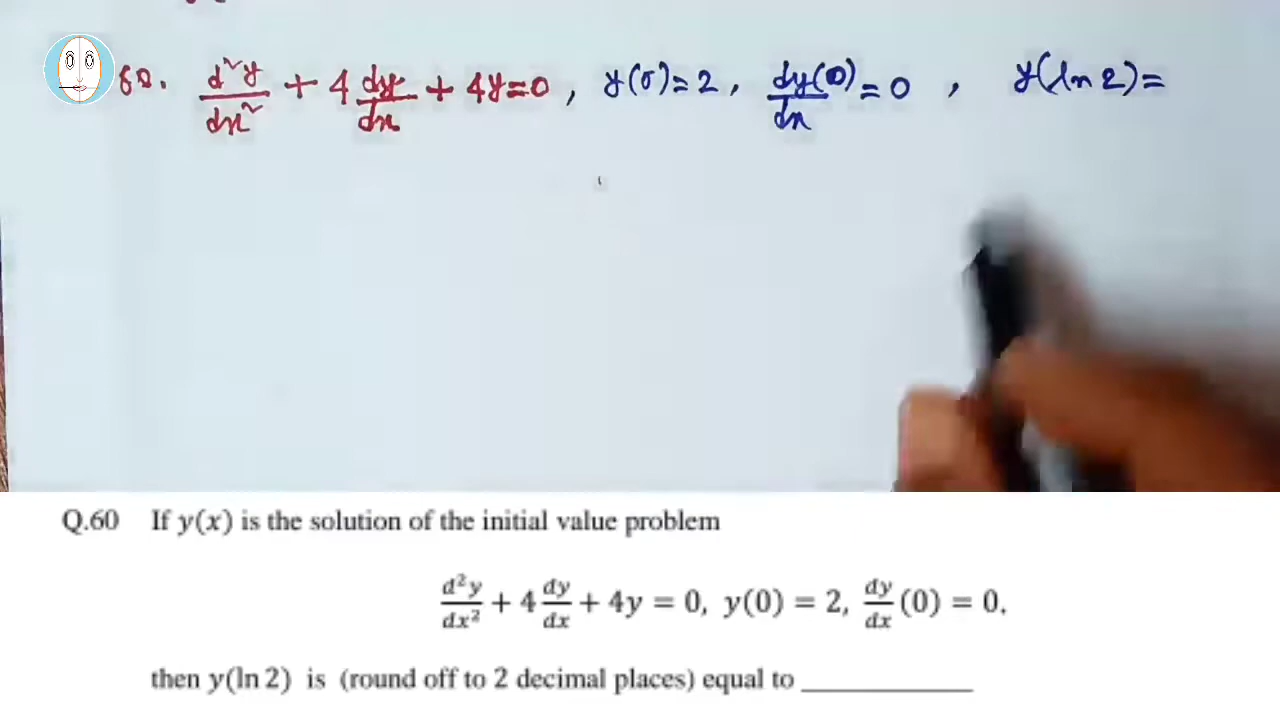 60. d²y/dx² + 4 dy/dx + 4y = 0, y(0) = 2, dy(0)/dx = 0, y(ln 2) =
Q.60 If y(x) is the solution of the initial value problem
d²y/dx² + 4 dy/dx + 4y = 0, y(0) = 2, dy/dx (0) = 0,
then y(ln 2) is (round off to 2 decimal places) equal to ____________